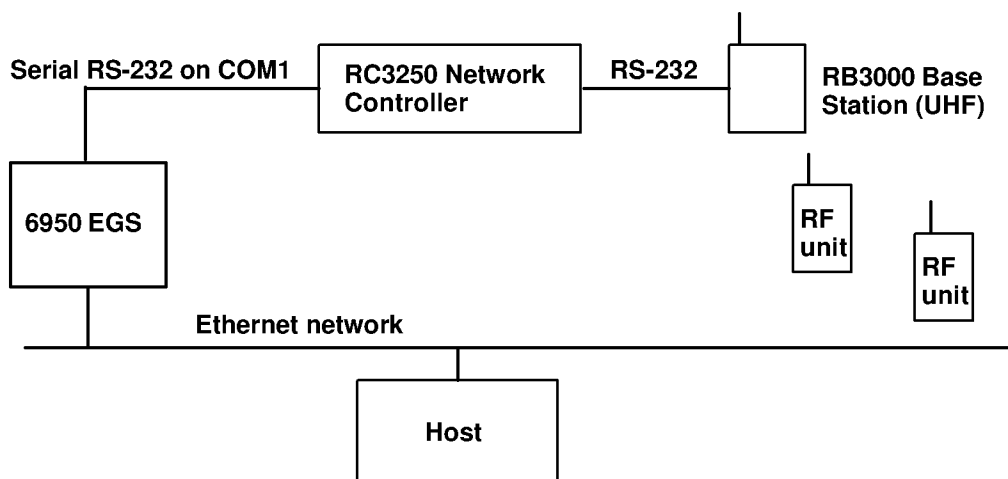 Serial RS-232 on COM1
RC3250 Network
Controller
RS-232
RB3000 Base
Station (UHF)
6950 EGS
RF
unit
RF
unit
Ethernet network
Host